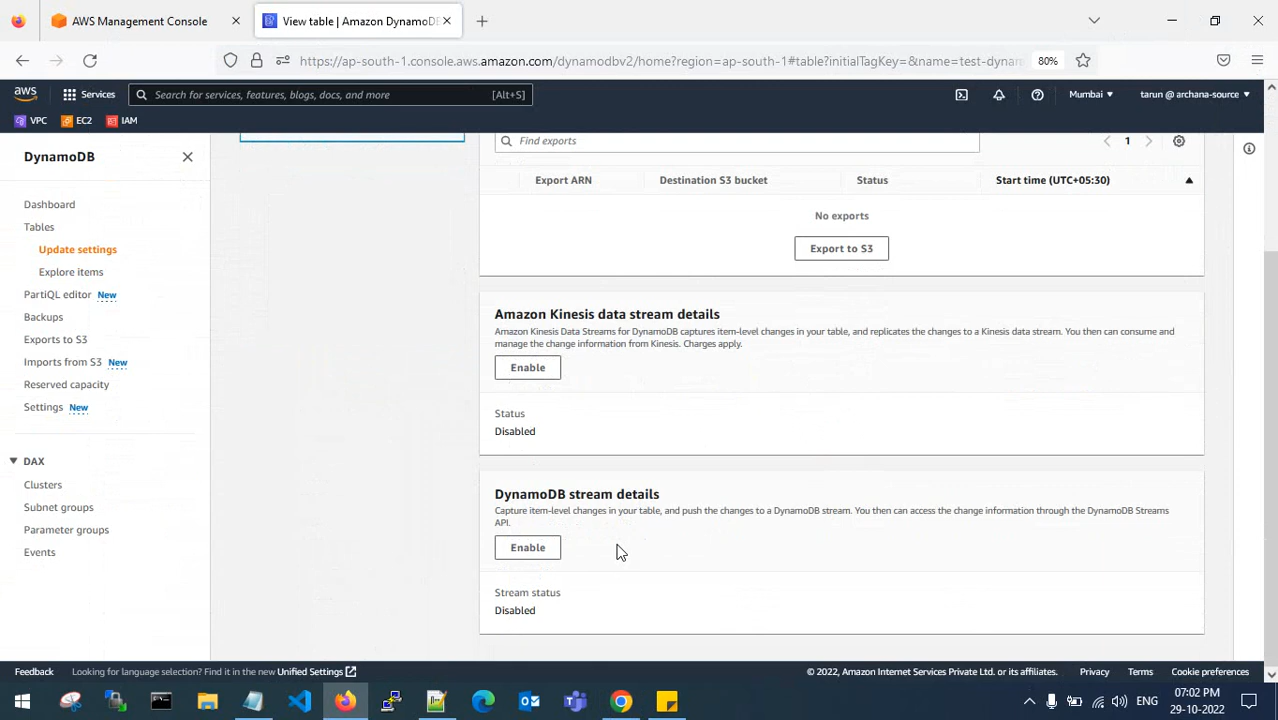 AWS Management Console
View table | Amazon DynamoDB
https://ap-south-1.console.aws.amazon.com/dynamodbv2/home?region=ap-south-1#table?initialTagKey=&name=test-dynam
80%
aws
Services
Search for services, features, blogs, docs, and more
[Alt+S]
Mumbai
tarun @ archana-source
VPC
EC2
IAM
DynamoDB
Dashboard
Tables
Update settings
Explore items
PartiQL editor New
Backups
Exports to S3
Imports from S3 New
Reserved capacity
Settings New
DAX
Clusters
Subnet groups
Parameter groups
Events
Find exports
1
Export ARN
Destination S3 bucket
Status
Start time (UTC+05:30)
No exports
Export to S3
Amazon Kinesis data stream details
Amazon Kinesis Data Streams for DynamoDB captures item-level changes in your table, and replicates the changes to a Kinesis data stream. You then can consume and
manage the change information from Kinesis. Charges apply.
Enable
Status
Disabled
DynamoDB stream details
Capture item-level changes in your table, and push the changes to a DynamoDB stream. You then can access the change information through the DynamoDB Streams
API.
Enable
Stream status
Disabled
Feedback
Looking for language selection? Find it in the new Unified Settings
© 2022, Amazon Internet Services Private Ltd. or its affiliates.
Privacy
Terms
Cookie preferences
ENG
07:02 PM
29-10-2022